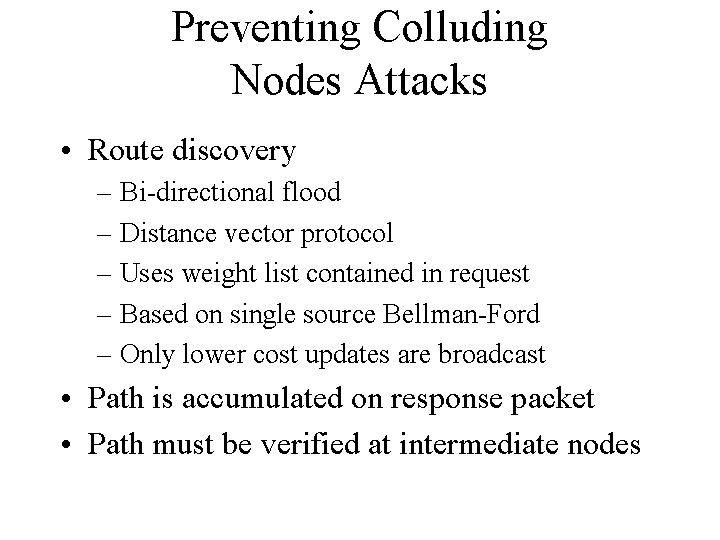 Preventing Colluding
Nodes Attacks
• Route discovery
– Bi-directional flood
– Distance vector protocol
– Uses weight list contained in request
– Based on single source Bellman-Ford
– Only lower cost updates are broadcast
• Path is accumulated on response packet
• Path must be verified at intermediate nodes